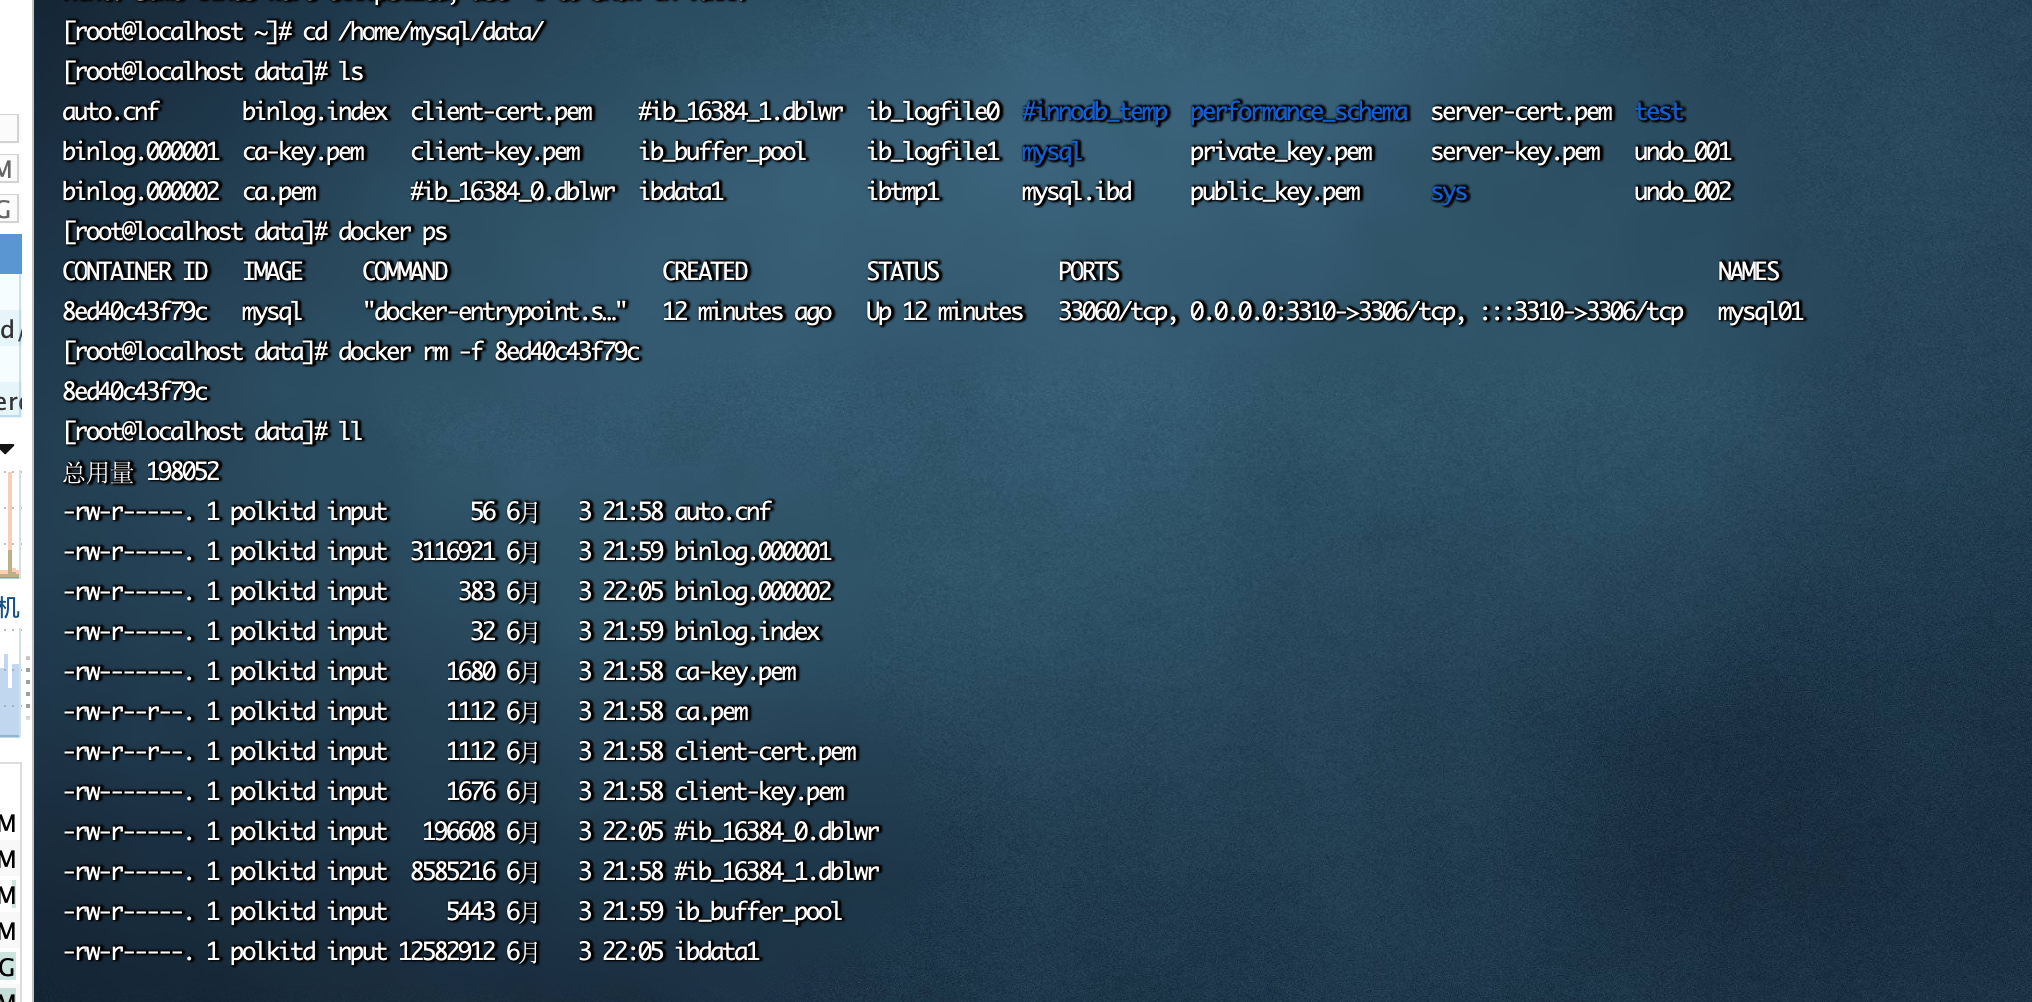 [root@localhost ~]# cd /home/mysql/data/
[root@localhost data]# ls
auto.cnf binlog.index client-cert.pem #ib_16384_1.dblwr ib_logfile0 #innodb_temp performance_schema server-cert.pem test
binlog.000001 ca-key.pem client-key.pem ib_buffer_pool ib_logfile1 mysql private_key.pem server-key.pem undo_001
binlog.000002 ca.pem #ib_16384_0.dblwr ibdata1 ibtmp1 mysql.ibd public_key.pem sys undo_002
[root@localhost data]# docker ps
CONTAINER ID IMAGE COMMAND CREATED STATUS PORTS NAMES
8ed40c43f79c mysql "docker-entrypoint.s…" 12 minutes ago Up 12 minutes 33060/tcp, 0.0.0.0:3310->3306/tcp, :::3310->3306/tcp mysql01
[root@localhost data]# docker rm -f 8ed40c43f79c
8ed40c43f79c
[root@localhost data]# ll
总用量 198052
-rw-r-----. 1 polkitd input 56 6月 3 21:58 auto.cnf
-rw-r-----. 1 polkitd input 3116921 6月 3 21:59 binlog.000001
-rw-r-----. 1 polkitd input 383 6月 3 22:05 binlog.000002
-rw-r-----. 1 polkitd input 32 6月 3 21:59 binlog.index
-rw-------. 1 polkitd input 1680 6月 3 21:58 ca-key.pem
-rw-r--r--. 1 polkitd input 1112 6月 3 21:58 ca.pem
-rw-r--r--. 1 polkitd input 1112 6月 3 21:58 client-cert.pem
-rw-------. 1 polkitd input 1676 6月 3 21:58 client-key.pem
-rw-r-----. 1 polkitd input 196608 6月 3 22:05 #ib_16384_0.dblwr
-rw-r-----. 1 polkitd input 8585216 6月 3 21:58 #ib_16384_1.dblwr
-rw-r-----. 1 polkitd input 5443 6月 3 21:59 ib_buffer_pool
-rw-r-----. 1 polkitd input 12582912 6月 3 22:05 ibdata1